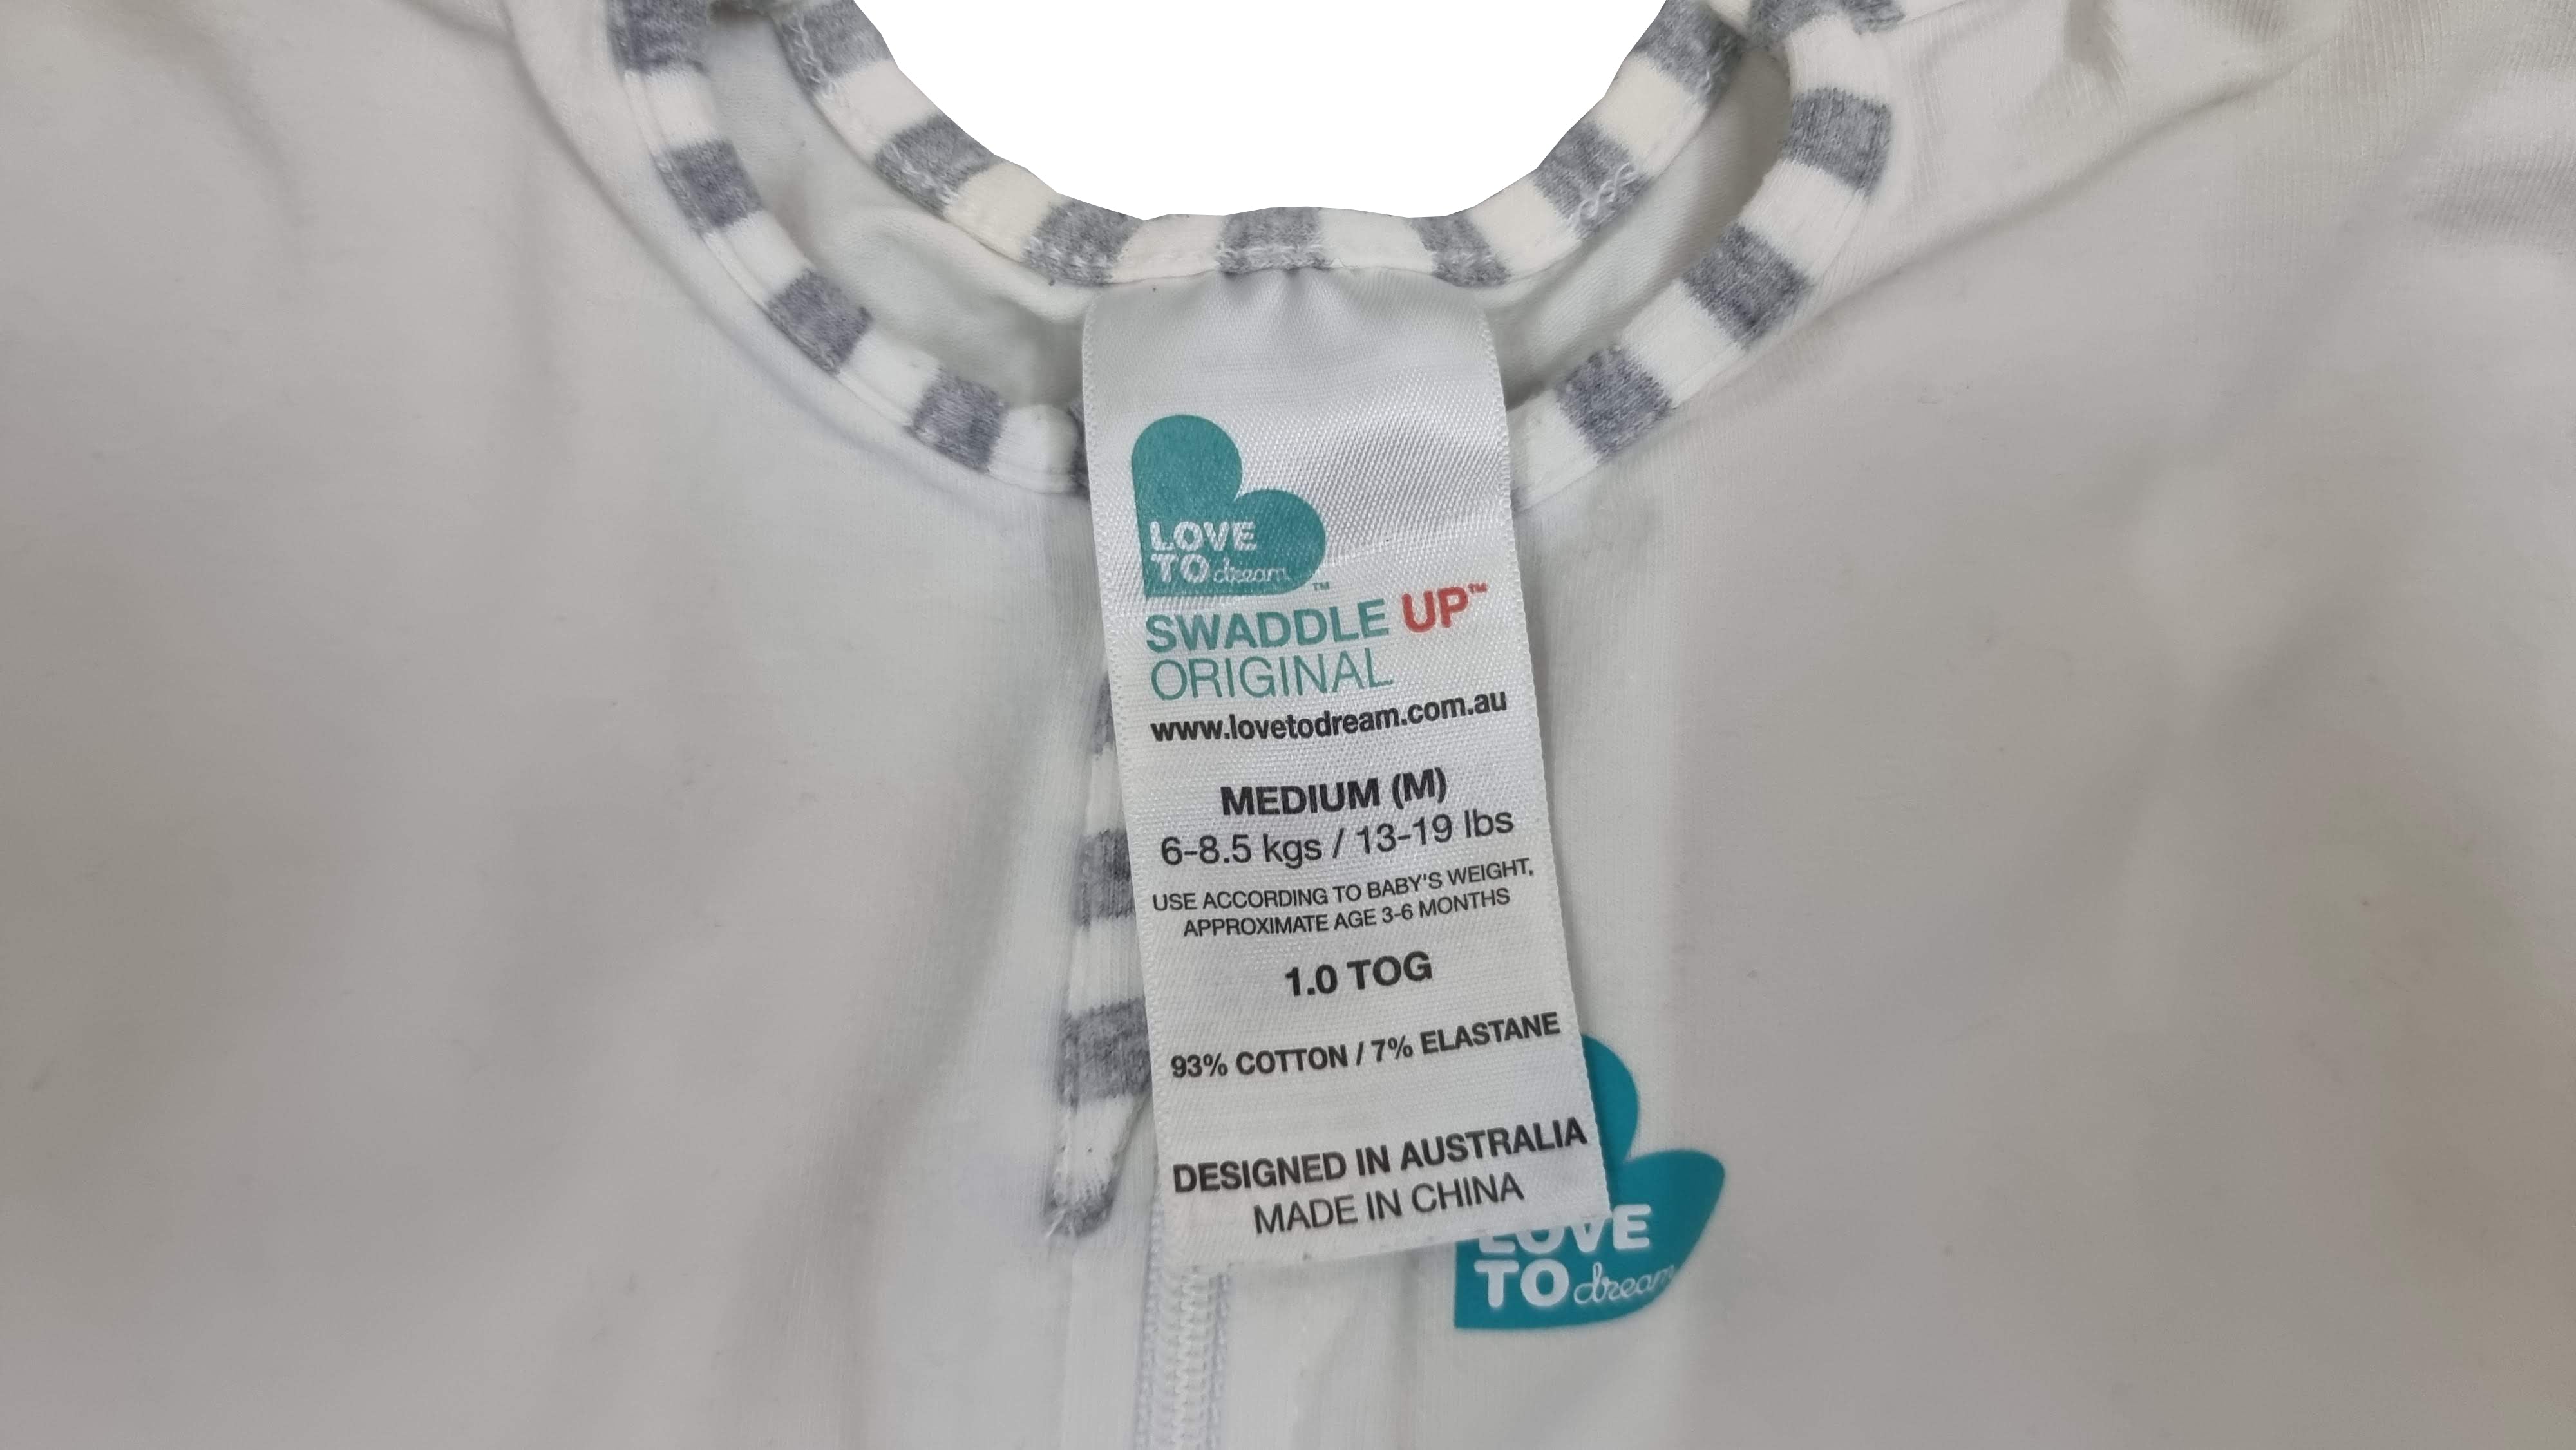 LOVE
TO dream™
SWADDLE UP™
ORIGINAL
www.lovetodream.com.au
MEDIUM (M)
6-8.5 kgs / 13-19 lbs
USE ACCORDING TO BABY'S WEIGHT,
APPROXIMATE AGE 3-6 MONTHS
1.0 TOG
93% COTTON / 7% ELASTANE
DESIGNED IN AUSTRALIA
MADE IN CHINA
LOVE
TO dream